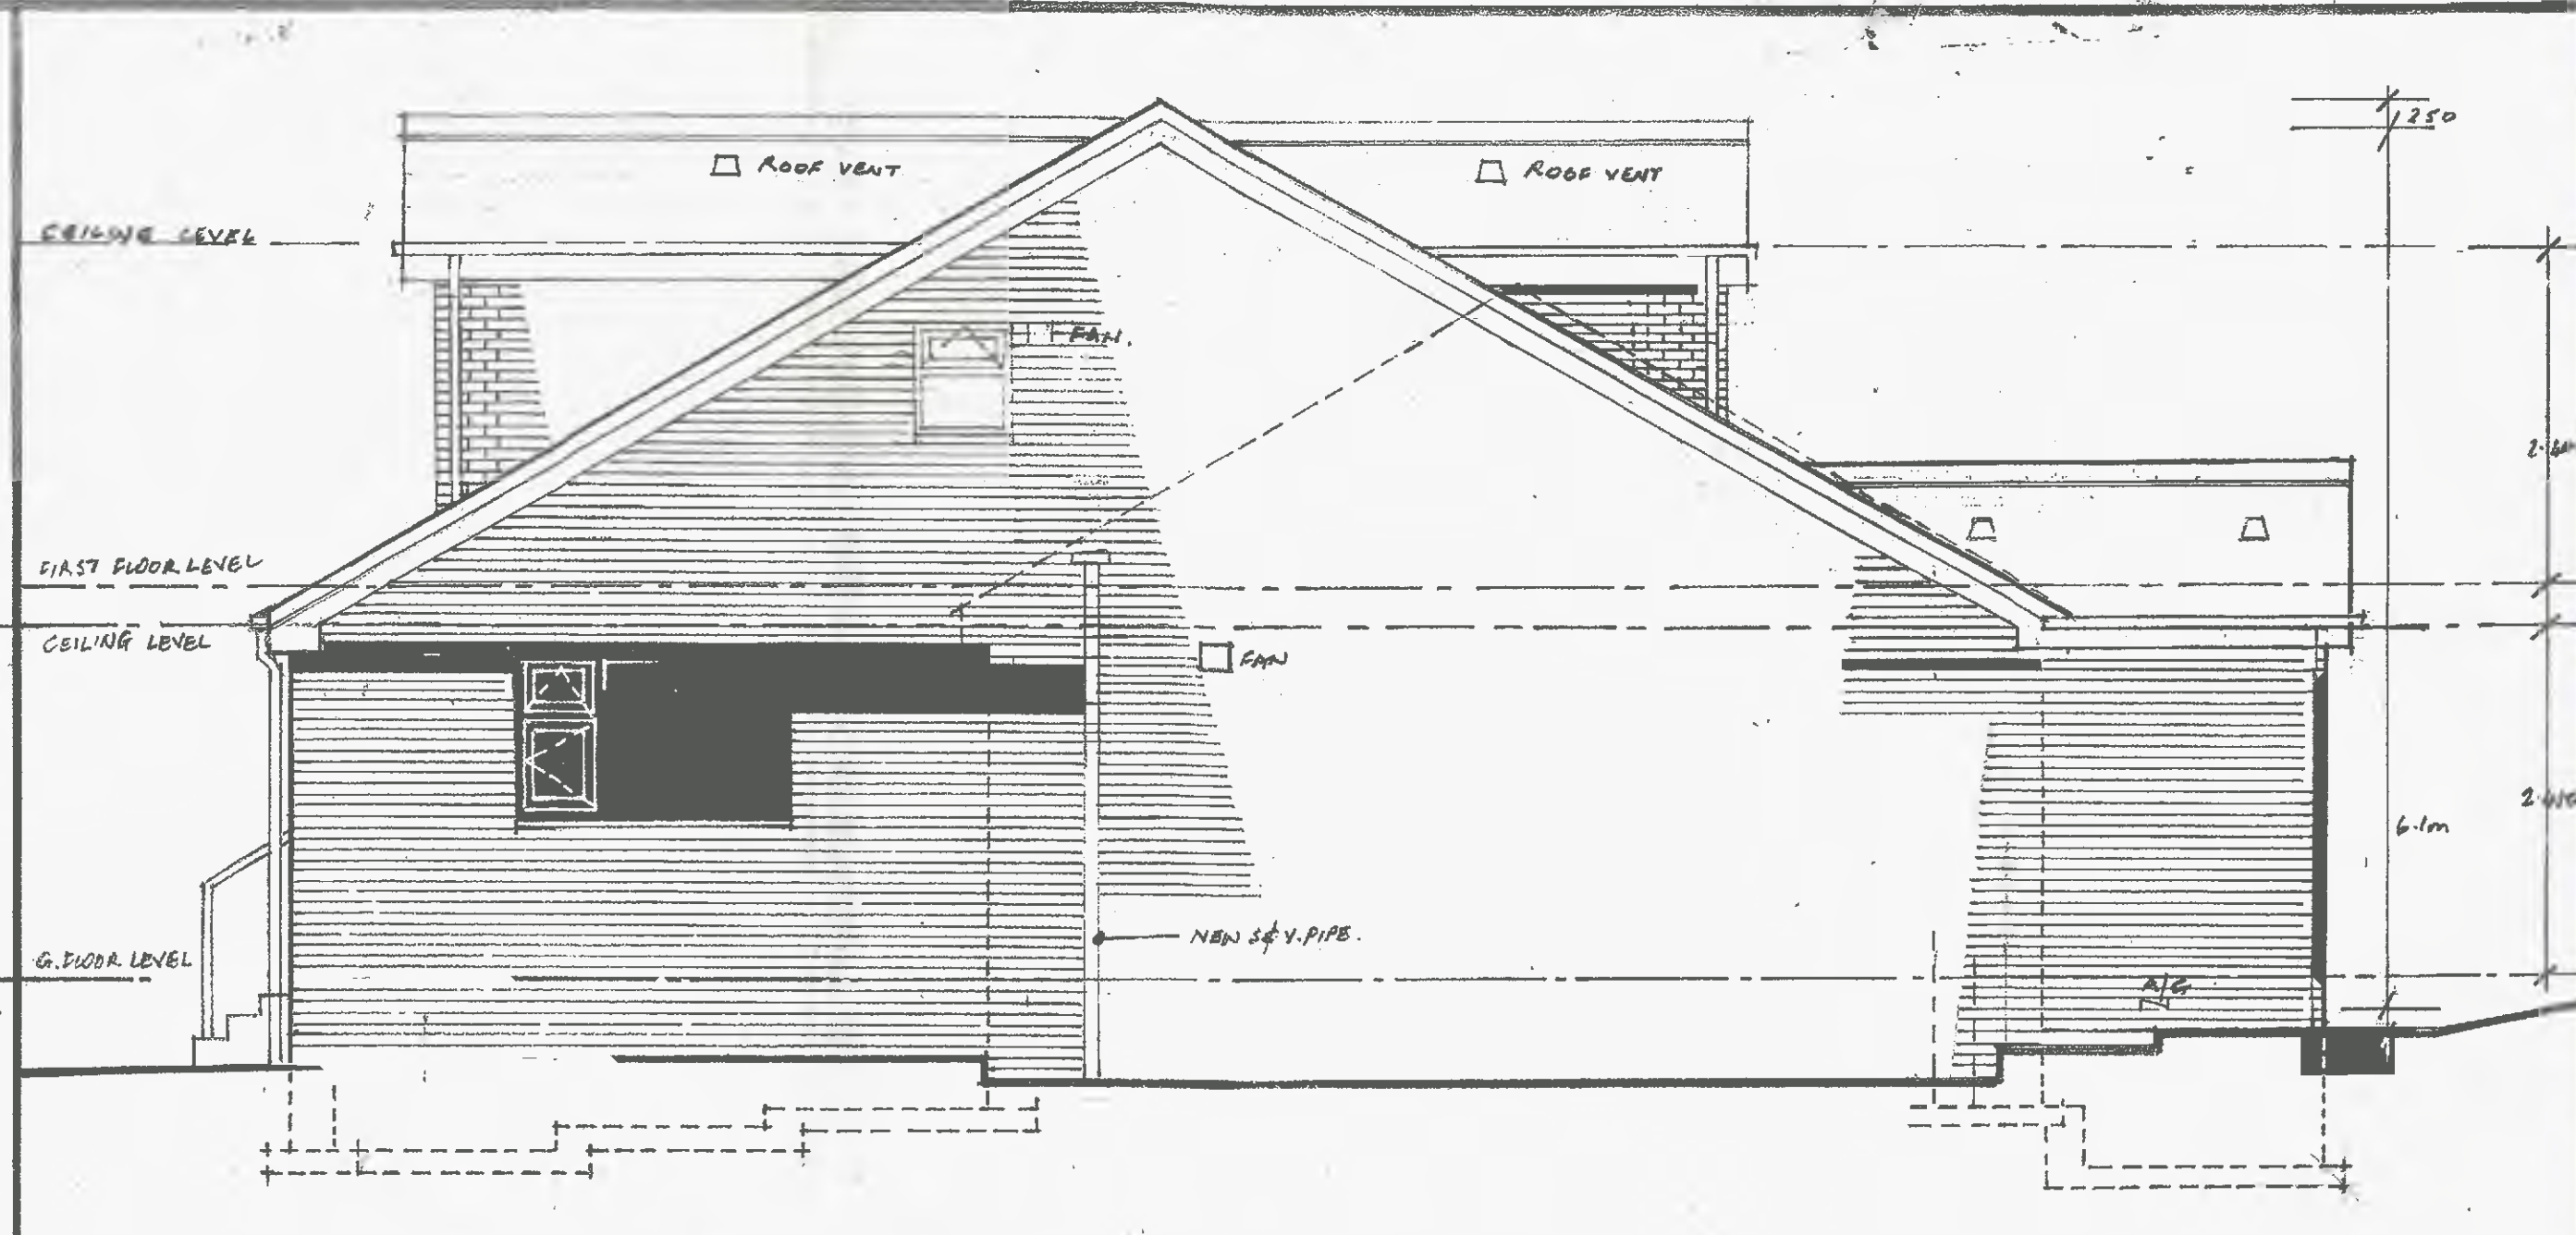 250
ROOF VENT
ROOF VENT
CEILING LEVEL
FAN.
FIRST FLOOR LEVEL
CEILING LEVEL
FAN
6.1m
NEW S & V. PIPE.
G. FLOOR LEVEL
A/G